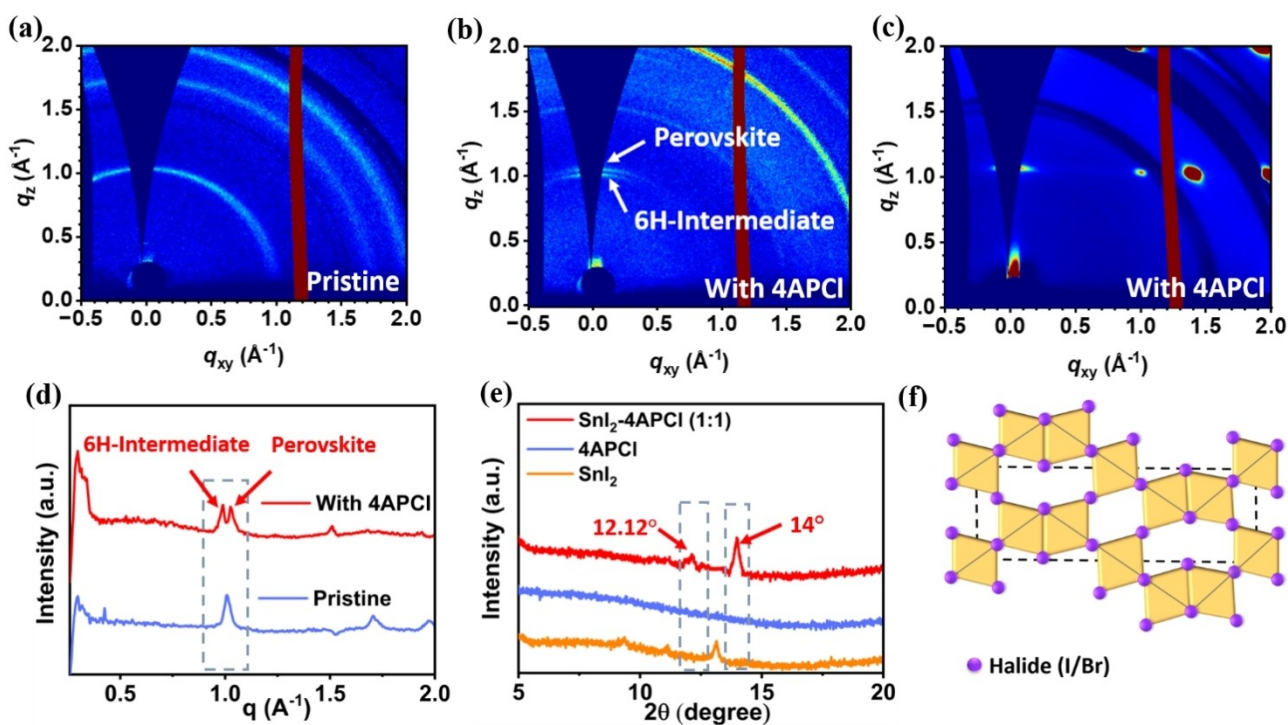 (a)
2.0
1.5
1.0
0.5
0.0
qz (Å-1)
−0.5 0.0 0.5 1.0 1.5 2.0
qxy (Å-1)
Pristine
(b)
2.0
1.5
1.0
0.5
0.0
qz (Å-1)
Perovskite
6H-Intermediate
With 4APCl
−0.5 0.0 0.5 1.0 1.5 2.0
qxy (Å-1)
(c)
2.0
1.5
1.0
0.5
0.0
qz (Å-1)
With 4APCl
−0.5 0.0 0.5 1.0 1.5 2.0
qxy (Å-1)
(d)
Intensity (a.u.)
6H-Intermediate Perovskite
With 4APCl
Pristine
0.5 1.0 1.5 2.0
q (A-1)
(e)
Intensity (a.u.)
SnI2-4APCl (1:1)
4APCl
SnI2
12.12°
14°
5 10 15 20
2θ (degree)
(f)
Halide (I/Br)